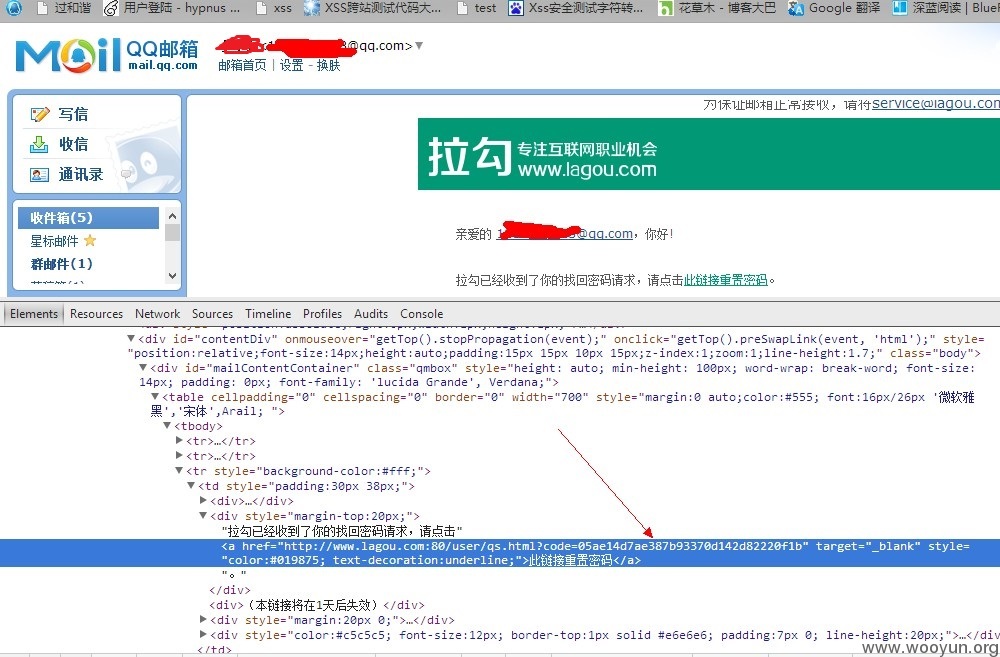 过和谐 用户登陆 - hypnus ... xss XSS跨站测试代码大... test Xss安全测试字符转... 花草木 - 博客大巴 Google 翻译 深蓝阅读 | BlueR
MOil QQ邮箱
mail.qq.com
@qq.com>
邮箱首页 | 设置 - 换肤
写信
收信
通讯录
收件箱(5)
星标邮件
群邮件(1)
为保证邮箱正常接收，请将service@lagou.com
拉勾 专注互联网职业机会
www.lagou.com
亲爱的 @qq.com，你好！
拉勾已经收到了你的找回密码请求，请点击此链接重置密码。
Elements Resources Network Sources Timeline Profiles Audits Console
<div id="contentDiv" onmouseover="getTop().stopPropagation(event);" onclick="getTop().preSwapLink(event, 'html');" style=
"position:relative;font-size:14px;height:auto;padding:15px 15px 10px 15px;z-index:1;zoom:1;line-height:1.7;" class="body">
<div id="mailContentContainer" class="qmbox" style="height: auto; min-height: 100px; word-wrap: break-word; font-size:
14px; padding: 0px; font-family: 'lucida Grande', Verdana;">
<table cellpadding="0" cellspacing="0" border="0" width="700" style="margin:0 auto;color:#555; font:16px/26px '微软雅
黑','宋体',Arail; ">
<tbody>
<tr>…</tr>
<tr>…</tr>
<tr style="background-color:#fff;">
<td style="padding:30px 38px;">
<div>…</div>
<div style="margin-top:20px;">
"拉勾已经收到了你的找回密码请求，请点击"
<a href="http://www.lagou.com:80/user/qs.html?code=05ae14d7ae387b93370d142d82220f1b" target="_blank" style=
"color:#019875; text-decoration:underline;">此链接重置密码</a>
"。"
</div>
<div>（本链接将在1天后失效）</div>
<div style="margin:20px 0;">…</div>
<div style="color:#c5c5c5; font-size:12px; border-top:1px solid #e6e6e6; padding:7px 0; line-height:20px;">…</div>
</td>
www.wooyun.org